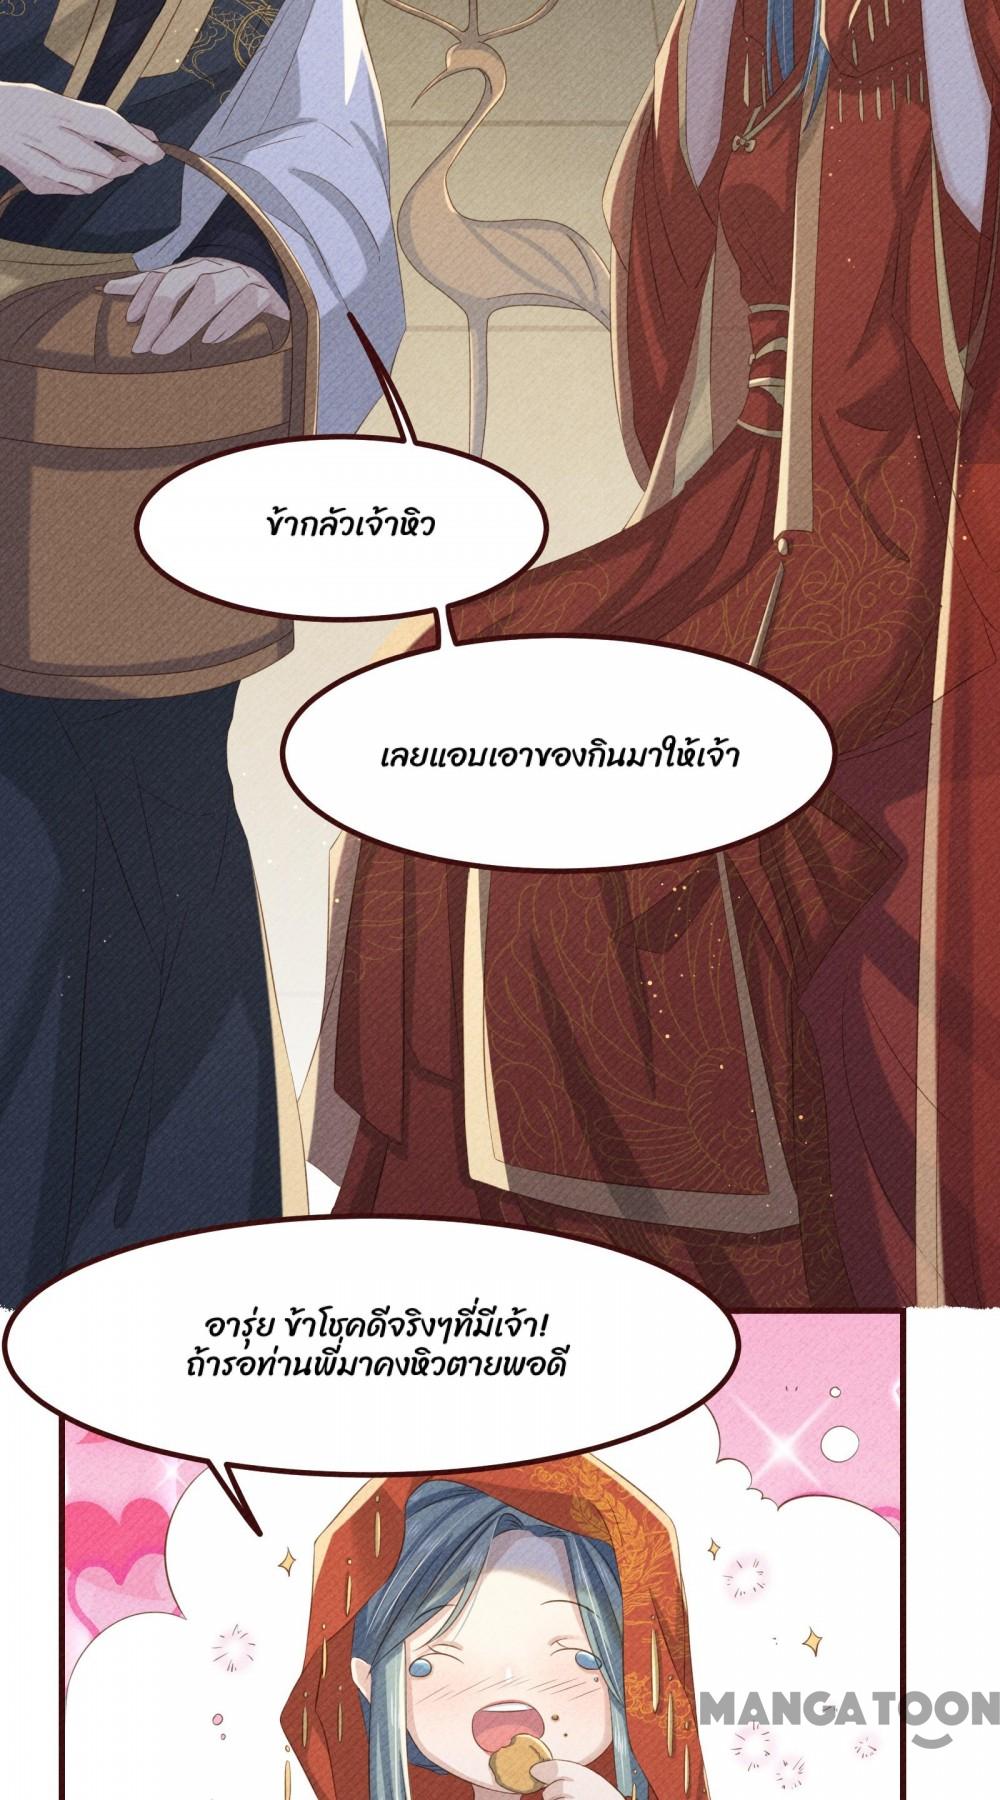 ข้ากลัวเจ้าหิว
เลยแอบเอาของกินมาให้เจ้า
อารุ่ย ข้าโชคดีจริงๆที่มีเจ้า!
ถ้ารอท่านพี่มาคงหิวตายพอดี
MANGATOON